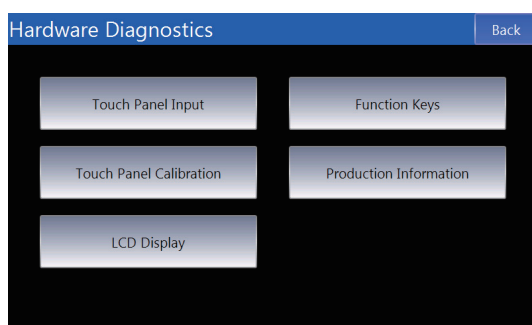 Hardware Diagnostics
Back
Touch Panel Input
Function Keys
Touch Panel Calibration
Production Information
LCD Display